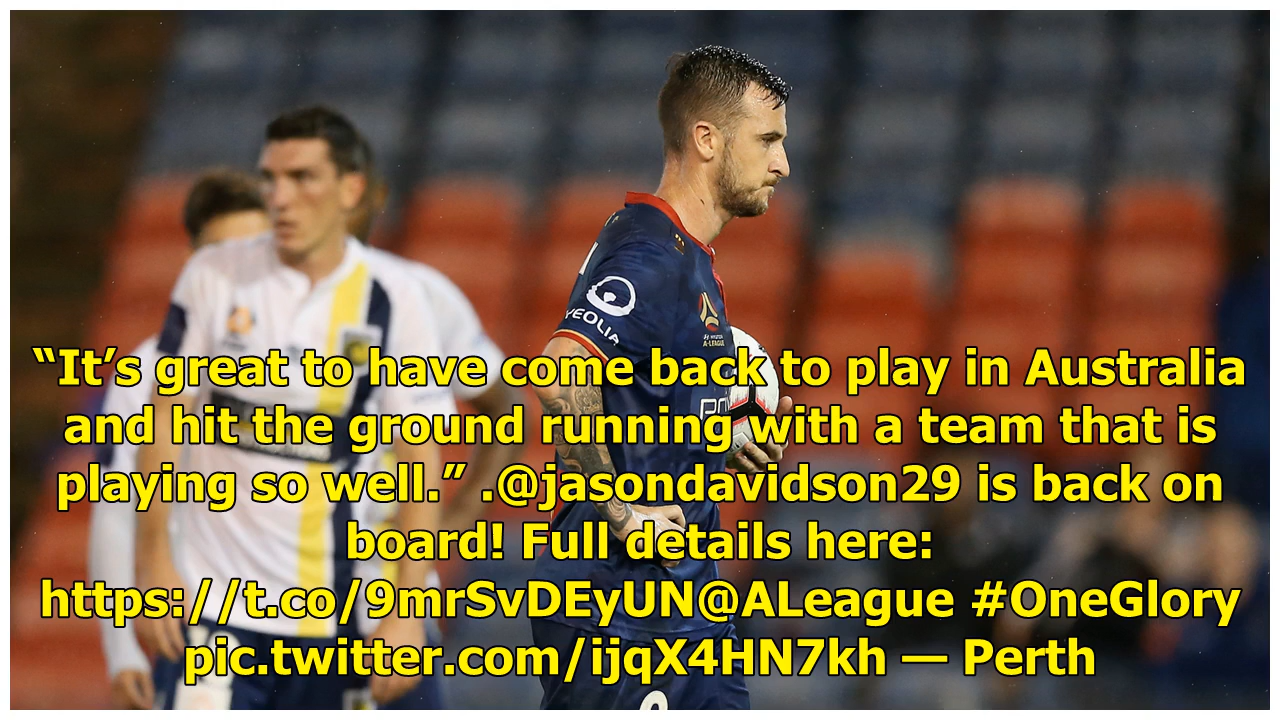 “It’s great to have come back to play in Australia
and hit the ground running with a team that is
playing so well.” .@jasondavidson29 is back on
board! Full details here:
https://t.co/9mrSvDEyUN@ALeague #OneGlory
pic.twitter.com/ijqX4HN7kh — Perth
VEOLIA
A-LEAGUE